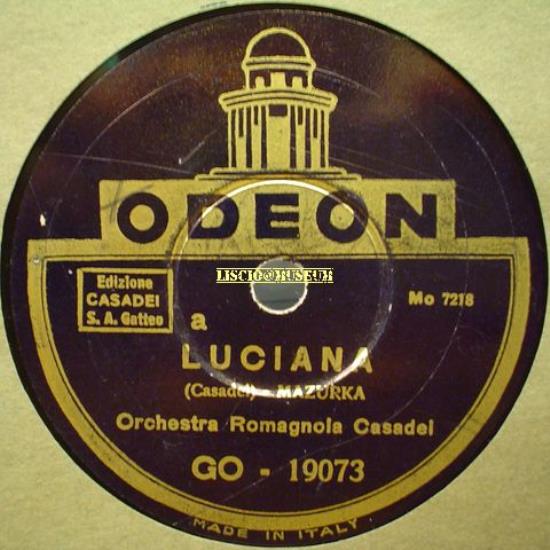 ODEON
LISCIO@MUSEUM
Edizione
CASADEI
S. A. Gatteo
a
Mo 7218
LUCIANA
(Casadei) - MAZURKA
Orchestra Romagnola Casadei
GO - 19073
MADE IN ITALY